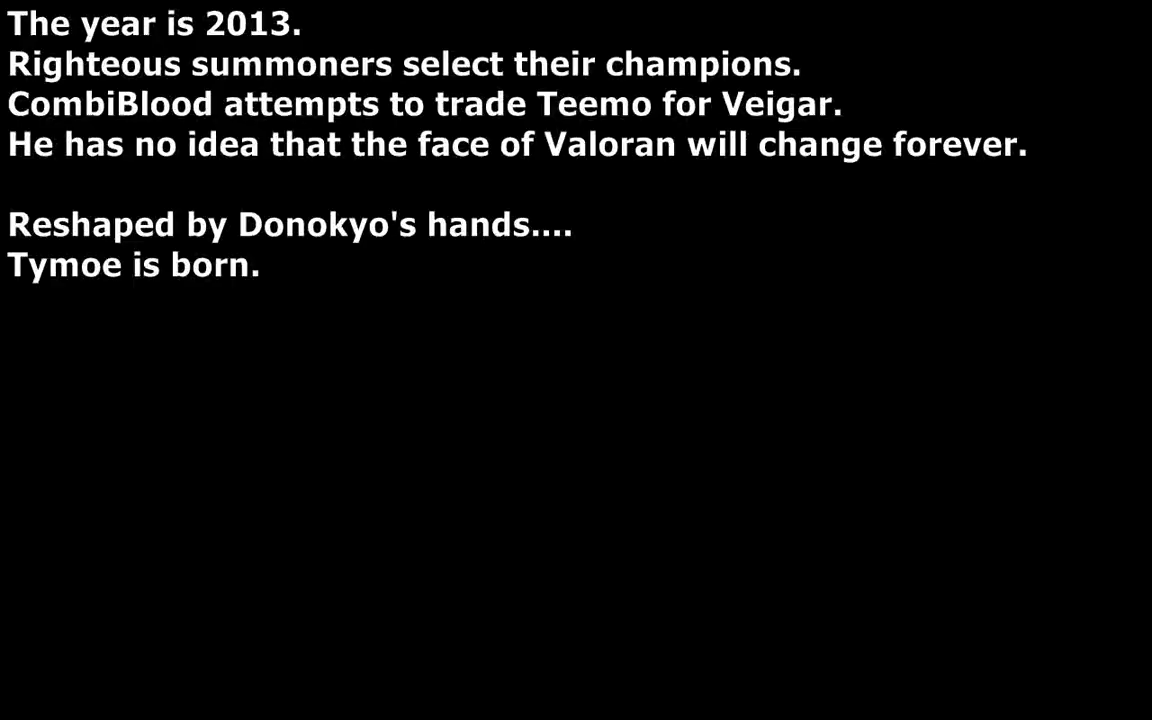 The year is 2013.
Righteous summoners select their champions.
CombiBlood attempts to trade Teemo for Veigar.
He has no idea that the face of Valoran will change forever.
Reshaped by Donokyo's hands....
Tymoe is born.